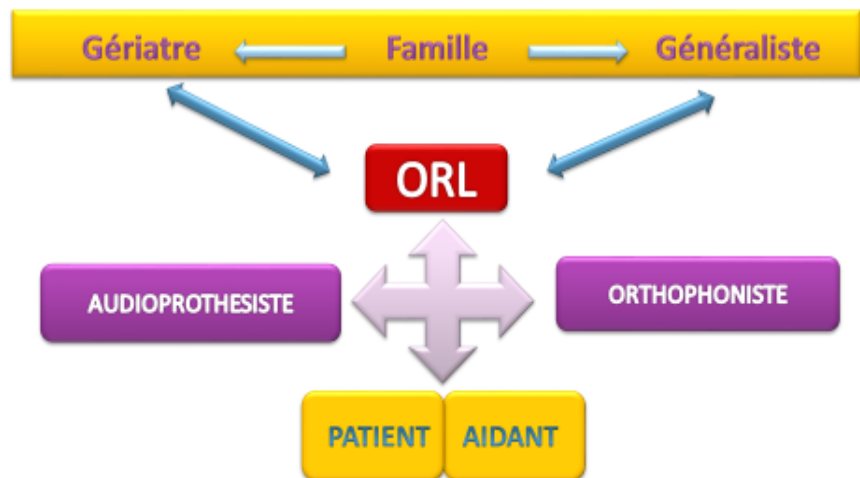 Gériatre Famille Généraliste
ORL
AUDIOPROTHESISTE
ORTHOPHONISTE
PATIENT AIDANT